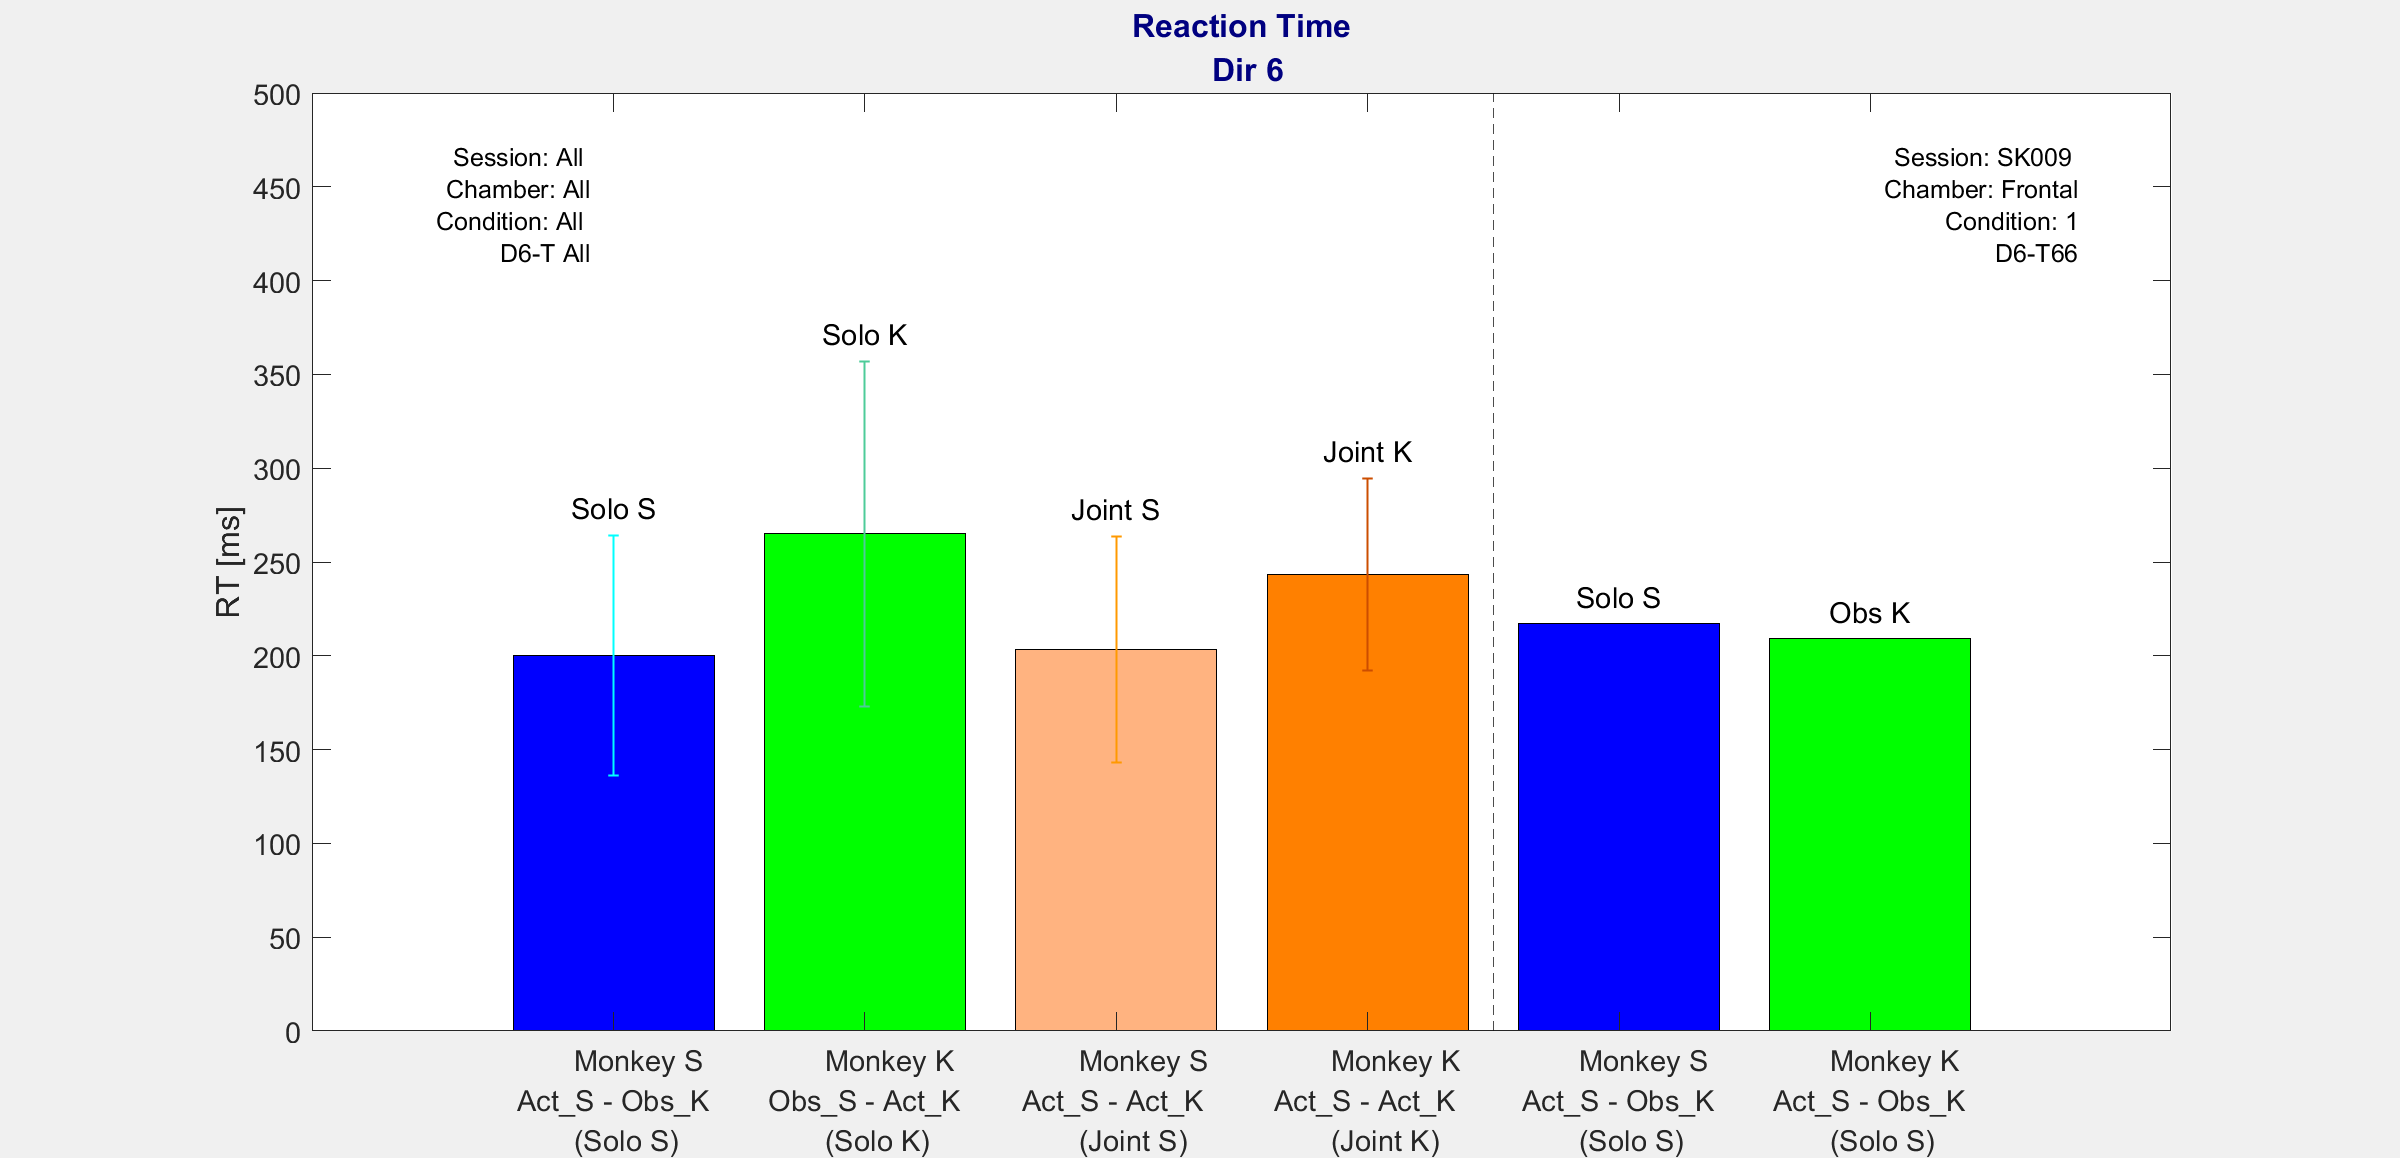 Reaction Time
Dir 6
500
450
400
350
300
250
200
150
100
50
0
RT [ms]
Session: All
Chamber: All
Condition: All
D6-T All
Session: SK009
Chamber: Frontal
Condition: 1
D6-T66
Solo S
Solo K
Joint S
Joint K
Solo S
Obs K
Monkey S
Act_S - Obs_K
(Solo S)
Monkey K
Obs_S - Act_K
(Solo K)
Monkey S
Act_S - Act_K
(Joint S)
Monkey K
Act_S - Act_K
(Joint K)
Monkey S
Act_S - Obs_K
(Solo S)
Monkey K
Act_S - Obs_K
(Solo S)